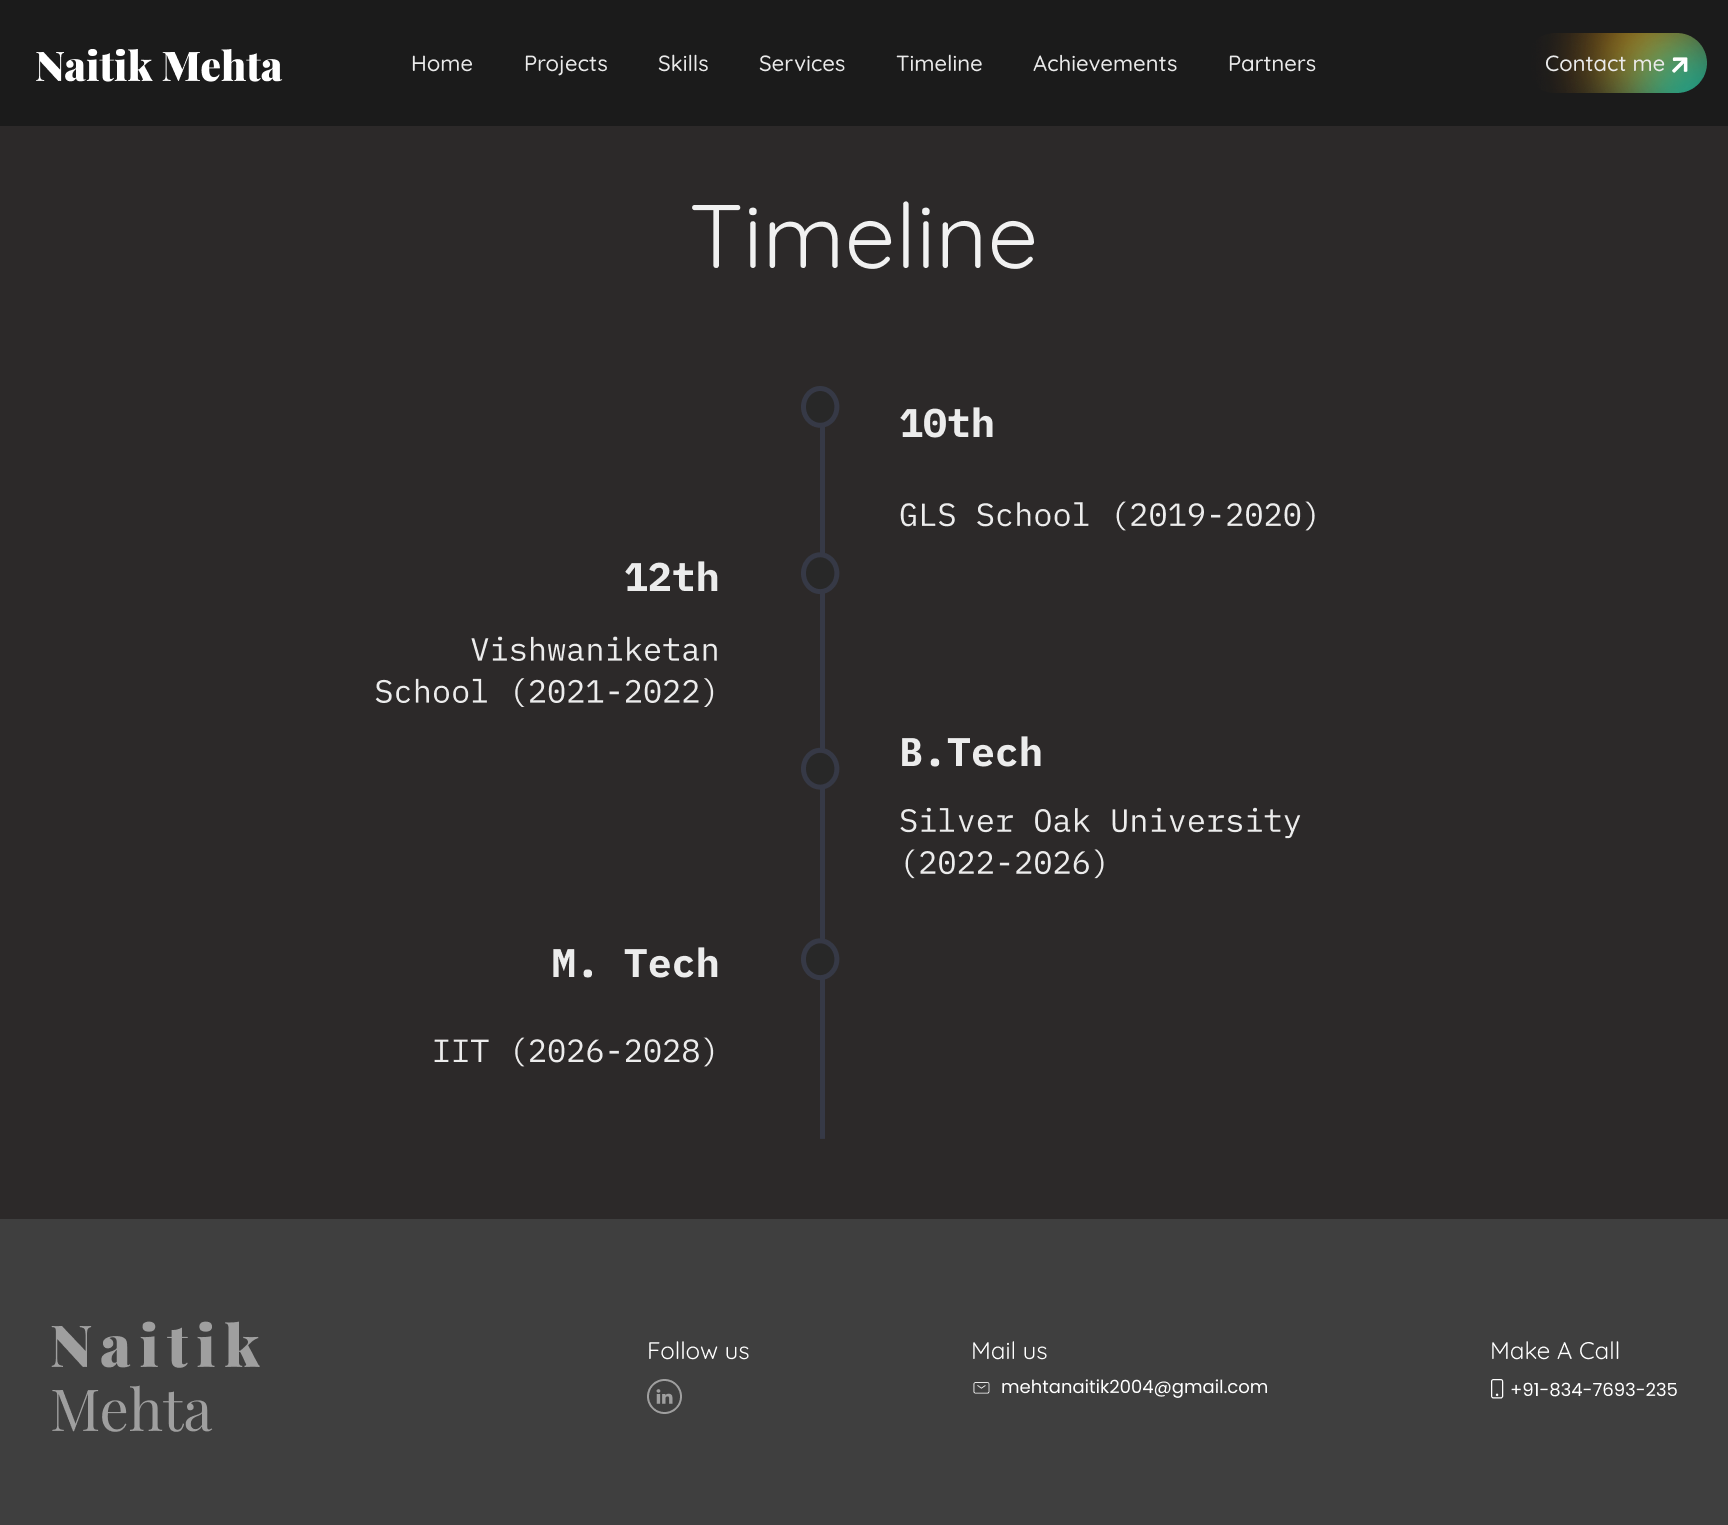 Naitik Mehta
Home
Projects
Skills
Services
Timeline
Achievements
Partners
Contact me
Timeline
10th
GLS School (2019-2020)
12th
Vishwaniketan
School (2021-2022)
B.Tech
Silver Oak University
(2022-2026)
M. Tech
IIT (2026-2028)
Naitik
Mehta
Follow us
in
Mail us
mehtanaitik2004@gmail.com
Make A Call
+91-834-7693-235